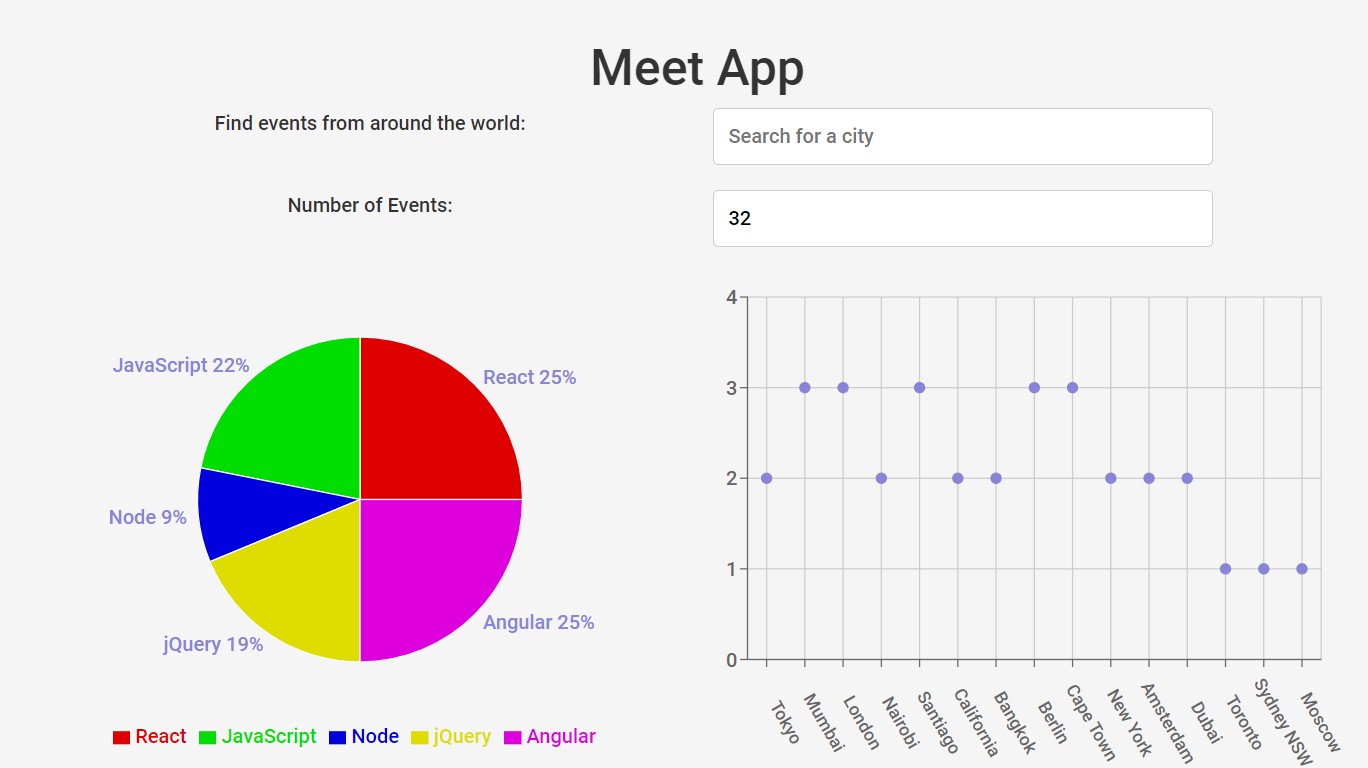 Meet App
Find events from around the world:
Search for a city
Number of Events:
32
JavaScript 22%
React 25%
Node 9%
jQuery 19%
Angular 25%
React JavaScript Node jQuery Angular
4
3
2
1
0
Tokyo
Mumbai
London
Nairobi
Santiago
California
Bangkok
Berlin
Cape Town
New York
Amsterdam
Dubai
Toronto
Sydney NSW
Moscow